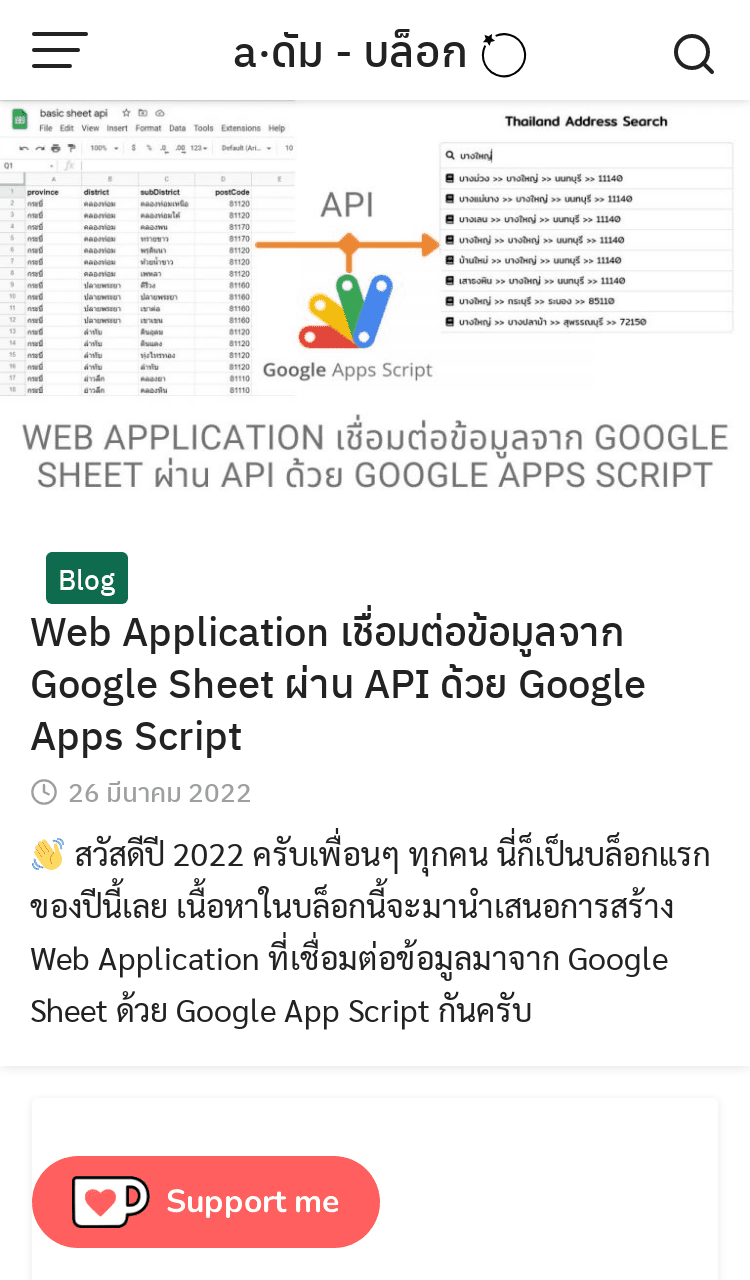 a·ดัม - บล็อก
basic sheet api
File Edit View Insert Format Data Tools Extensions Help
100% $ % .0 .00 123 Default (Ari... 10
Q1 fx
A B C D E
1 province district subDistrict postCode
2 กระบี่ คลองท่อม คลองท่อมเหนือ 81120
3 กระบี่ คลองท่อม คลองท่อมใต้ 81120
4 กระบี่ คลองท่อม คลองพน 81170
5 กระบี่ คลองท่อม ทรายขาว 81170
6 กระบี่ คลองท่อม พรุดินนา 81120
7 กระบี่ คลองท่อม ห้วยน้ำขาว 81120
8 กระบี่ คลองท่อม เพหลา 81120
9 กระบี่ ปลายพระยา คีรีวง 81160
10 กระบี่ ปลายพระยา ปลายพระยา 81160
11 กระบี่ ปลายพระยา เขาต่อ 81160
12 กระบี่ ปลายพระยา เขาเขน 81160
13 กระบี่ ลำทับ ดินอุดม 81120
14 กระบี่ ลำทับ ดินแดง 81120
15 กระบี่ ลำทับ ทุ่งไทรทอง 81120
16 กระบี่ ลำทับ ลำทับ 81120
17 กระบี่ อ่าวลึก คลองยา 81110
18 กระบี่ อ่าวลึก คลองหิน 81110
API
Google Apps Script
Thailand Address Search
บางใหญ่
บางม่วง >> บางใหญ่ >> นนทบุรี >> 11140
บางแม่นาง >> บางใหญ่ >> นนทบุรี >> 11140
บางเลน >> บางใหญ่ >> นนทบุรี >> 11140
บางใหญ่ >> บางใหญ่ >> นนทบุรี >> 11140
บ้านใหม่ >> บางใหญ่ >> นนทบุรี >> 11140
เสาธงหิน >> บางใหญ่ >> นนทบุรี >> 11140
บางใหญ่ >> กระบุรี >> ระนอง >> 85110
บางใหญ่ >> บางปลาม้า >> สุพรรณบุรี >> 72150
WEB APPLICATION เชื่อมต่อข้อมูลจาก GOOGLE
SHEET ผ่าน API ด้วย GOOGLE APPS SCRIPT
Blog
Web Application เชื่อมต่อข้อมูลจาก
Google Sheet ผ่าน API ด้วย Google
Apps Script
26 มีนาคม 2022
👋 สวัสดีปี 2022 ครับเพื่อนๆ ทุกคน นี่ก็เป็นบล็อกแรก
ของปีนี้เลย เนื้อหาในบล็อกนี้จะมานำเสนอการสร้าง
Web Application ที่เชื่อมต่อข้อมูลมาจาก Google
Sheet ด้วย Google App Script กันครับ
Support me